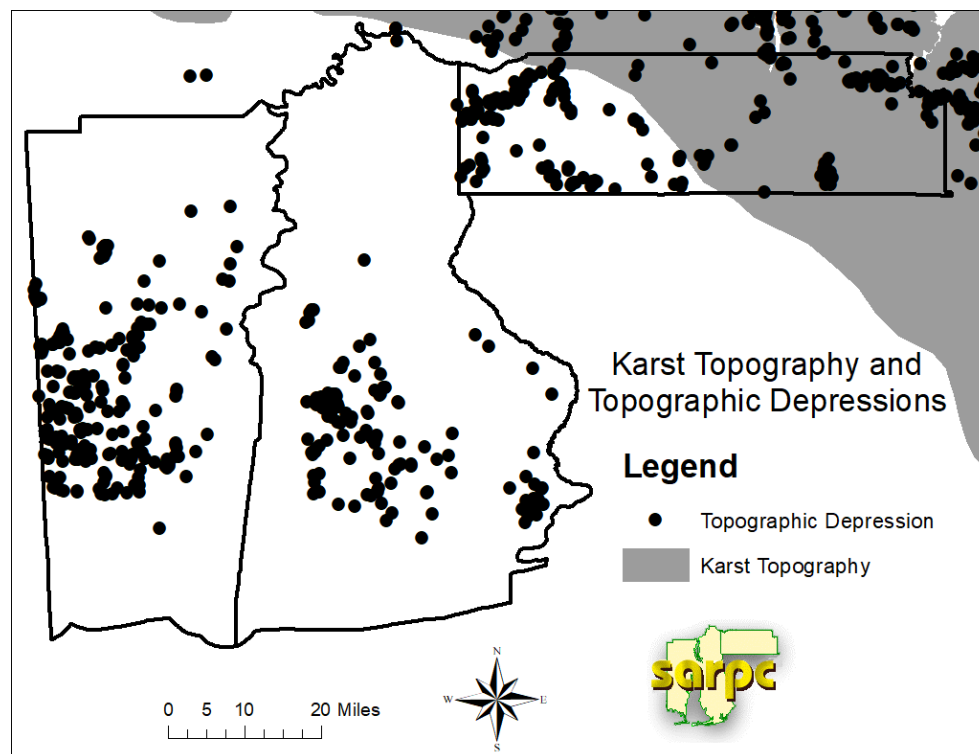 Karst Topography and
Topographic Depressions
Legend
Topographic Depression
Karst Topography
sarpc
N
W E
S
0 5 10 20 Miles